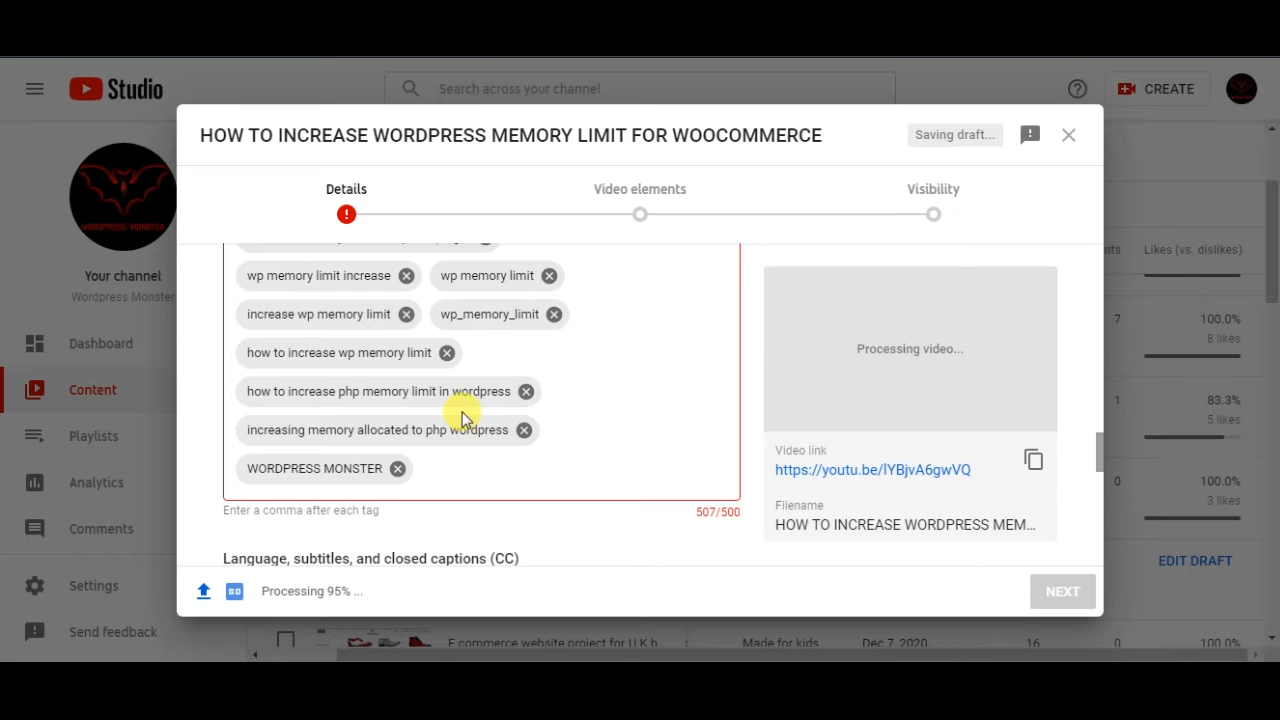 Studio
Search across your channel
CREATE
HOW TO INCREASE WORDPRESS MEMORY LIMIT FOR WOOCOMMERCE
Saving draft...
Details
Video elements
Visibility
WORDPRESS MONSTER
Your channel
Wordpress Monster
Dashboard
Content
Playlists
Analytics
Comments
Settings
Send feedback
wp memory limit increase
wp memory limit
increase wp memory limit
wp_memory_limit
how to increase wp memory limit
how to increase php memory limit in wordpress
increasing memory allocated to php wordpress
WORDPRESS MONSTER
Enter a comma after each tag
507/500
Language, subtitles, and closed captions (CC)
Processing video...
Video link
https://youtu.be/lYBjvA6gwVQ
Filename
HOW TO INCREASE WORDPRESS MEM...
SD
Processing 95% ...
NEXT
Likes (vs. dislikes)
7
100.0%
8 likes
1
83.3%
5 likes
0
100.0%
3 likes
EDIT DRAFT
E commerce website project for U.K b
Made for kids
Dec 7, 2020
16
0
100.0%